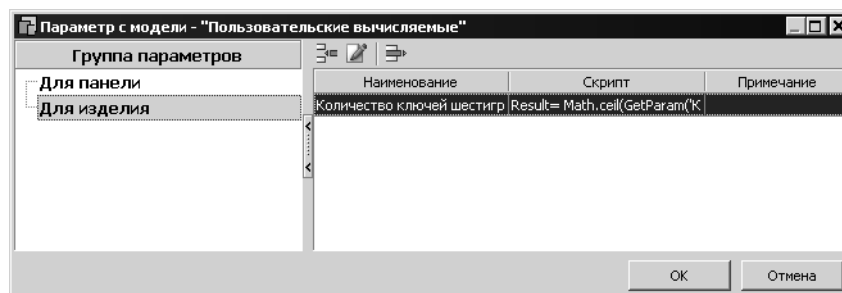 Параметр с модели - "Пользовательские вычисляемые"
Группа параметров
Для панели
Для изделия
Наименование Скрипт Примечание
Количество ключей шестигр Result= Math.ceil(GetParam('К
ОК Отмена